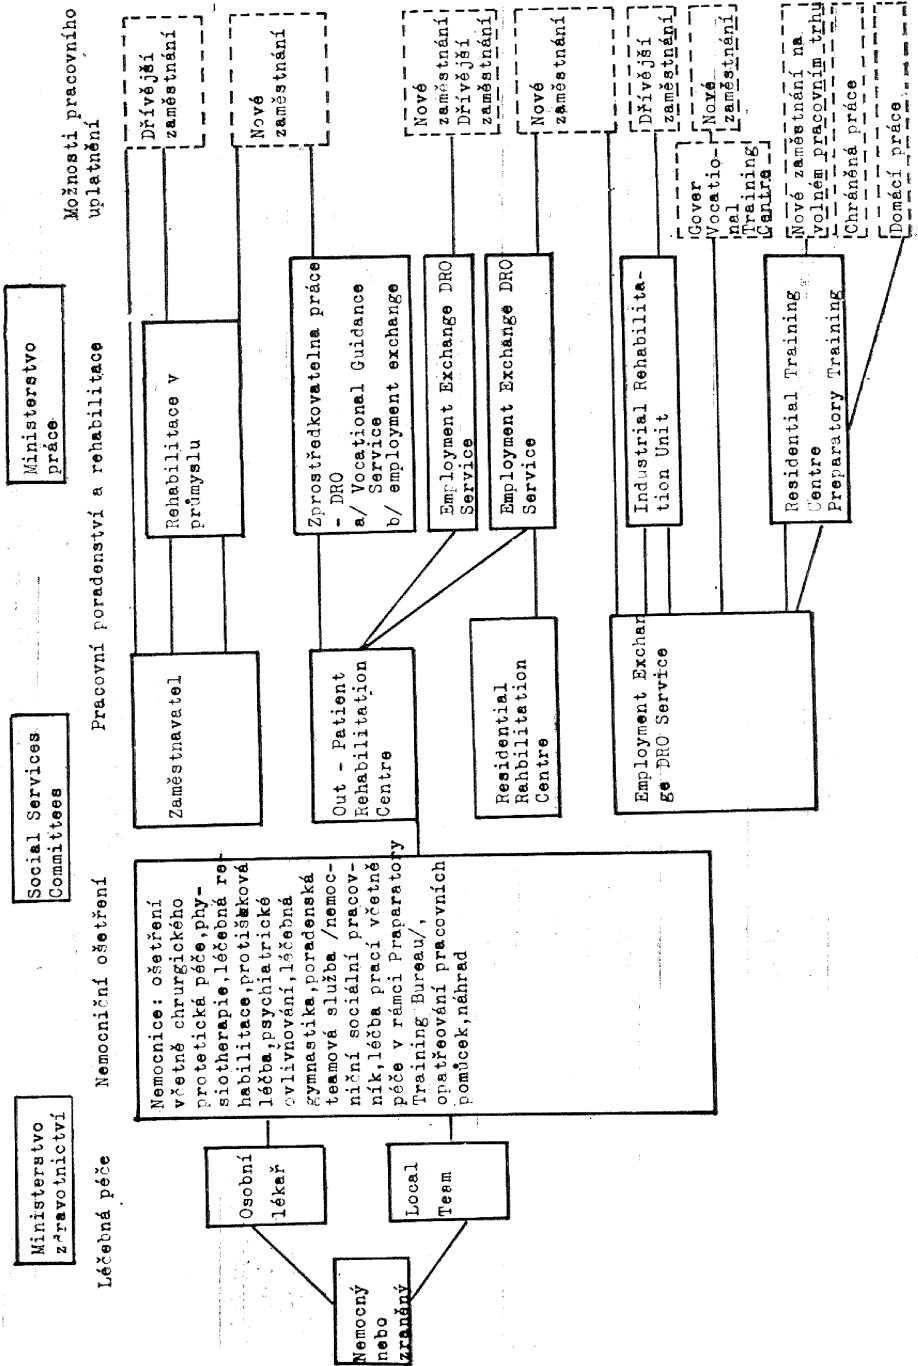 Ministerstvo
zdravotnictví
Social Services
Committees
Ministerstvo
práce
Léčebná péče
Nemocniční ošetření
Pracovní poradenství a rehabilitace
Možnosti pracovního
uplatnění
Nemocný
nebo
zraněný
Osobní
lékař
Local
Team
Nemocnice: ošetření
včetně chrurgického
protetická péče,phy-
siotherapie,léčebná re
habilitace,protišoková
léčba,psychiatrické
ovlivnování,léčebná
gymnastika,poradenská
teamová služba /nemoc-
niční sociální pracov-
ník,léčba prací včetně
péče v rámci Praparatory
Training Bureau/,
opatřeování pracovních
pomůcek,náhrad
Zaměstnavatel
Out - Patient
Rehabilitation
Centre
Residential
Rahbilitation
Centre
Employment Exchan
ge DRO Service
Rehabilitace v
průmyslu
Zprostředkovatelna práce
- DRO
a/ Vocational Guidance
Service
b/ employment exchange
Employment Exchange DRO
Service
Employment Exchange DRO
Service
Industrial Rehabilita-
tion Unit
Residential Training
Centre
Preparatory Training
Dřívější
zaměstnání
Nové
zaměstnání
Nové
zaměstnání
Dřívější
zaměstnání
Nové
zaměstnání
Dřívější
zaměstnání
Nové
zaměstnání
Gover
Vocatio-
nal
Training
Centre
Nové zaměstnání na
volném pracovním trhu
Chráněná práce
Domácí práce